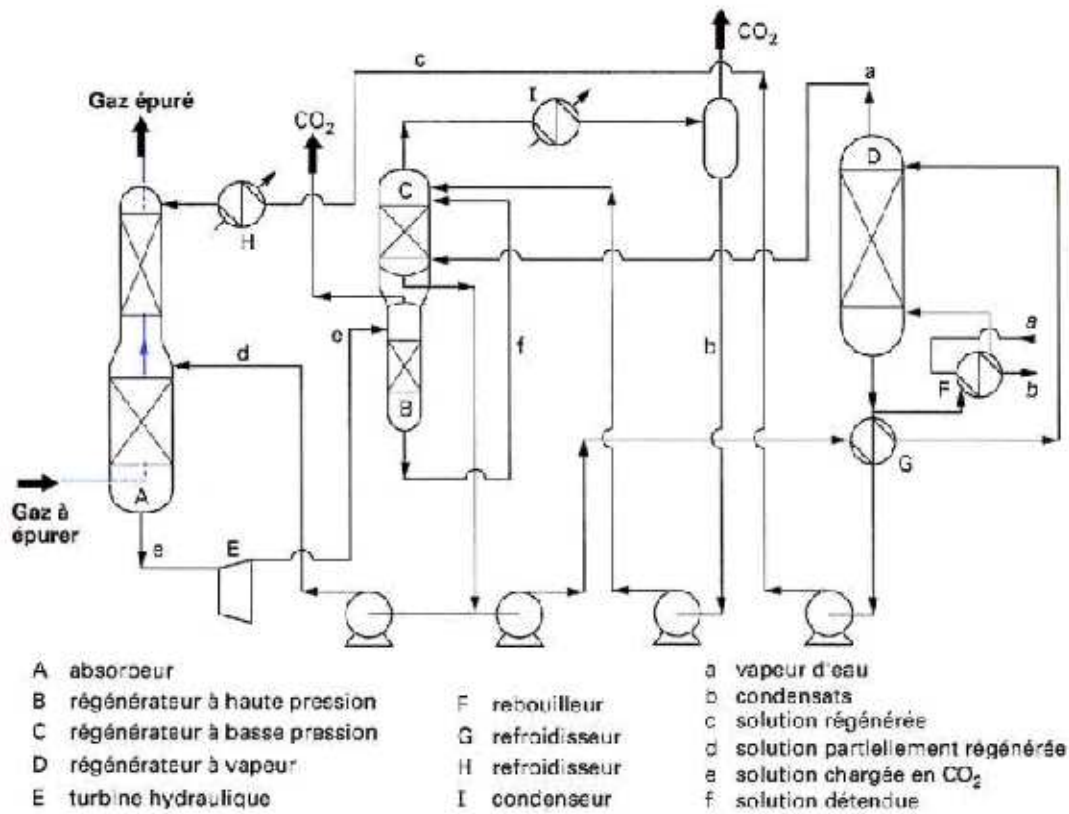 CO₂
c
a
Gaz épuré
CO₂
I
D
C
H
e
f
b
d
a
F
b
B
G
A
Gaz à
épurer
e
E
A absorbeur
B régénérateur à haute pression
C régénérateur à basse pression
D régénérateur à vapeur
E turbine hydraulique
F rebouilleur
G refroidisseur
H refroidisseur
I condenseur
a vapeur d'eau
b condensats
c solution régénérée
d solution partiellement régénérée
e solution chargée en CO₂
f solution détendue